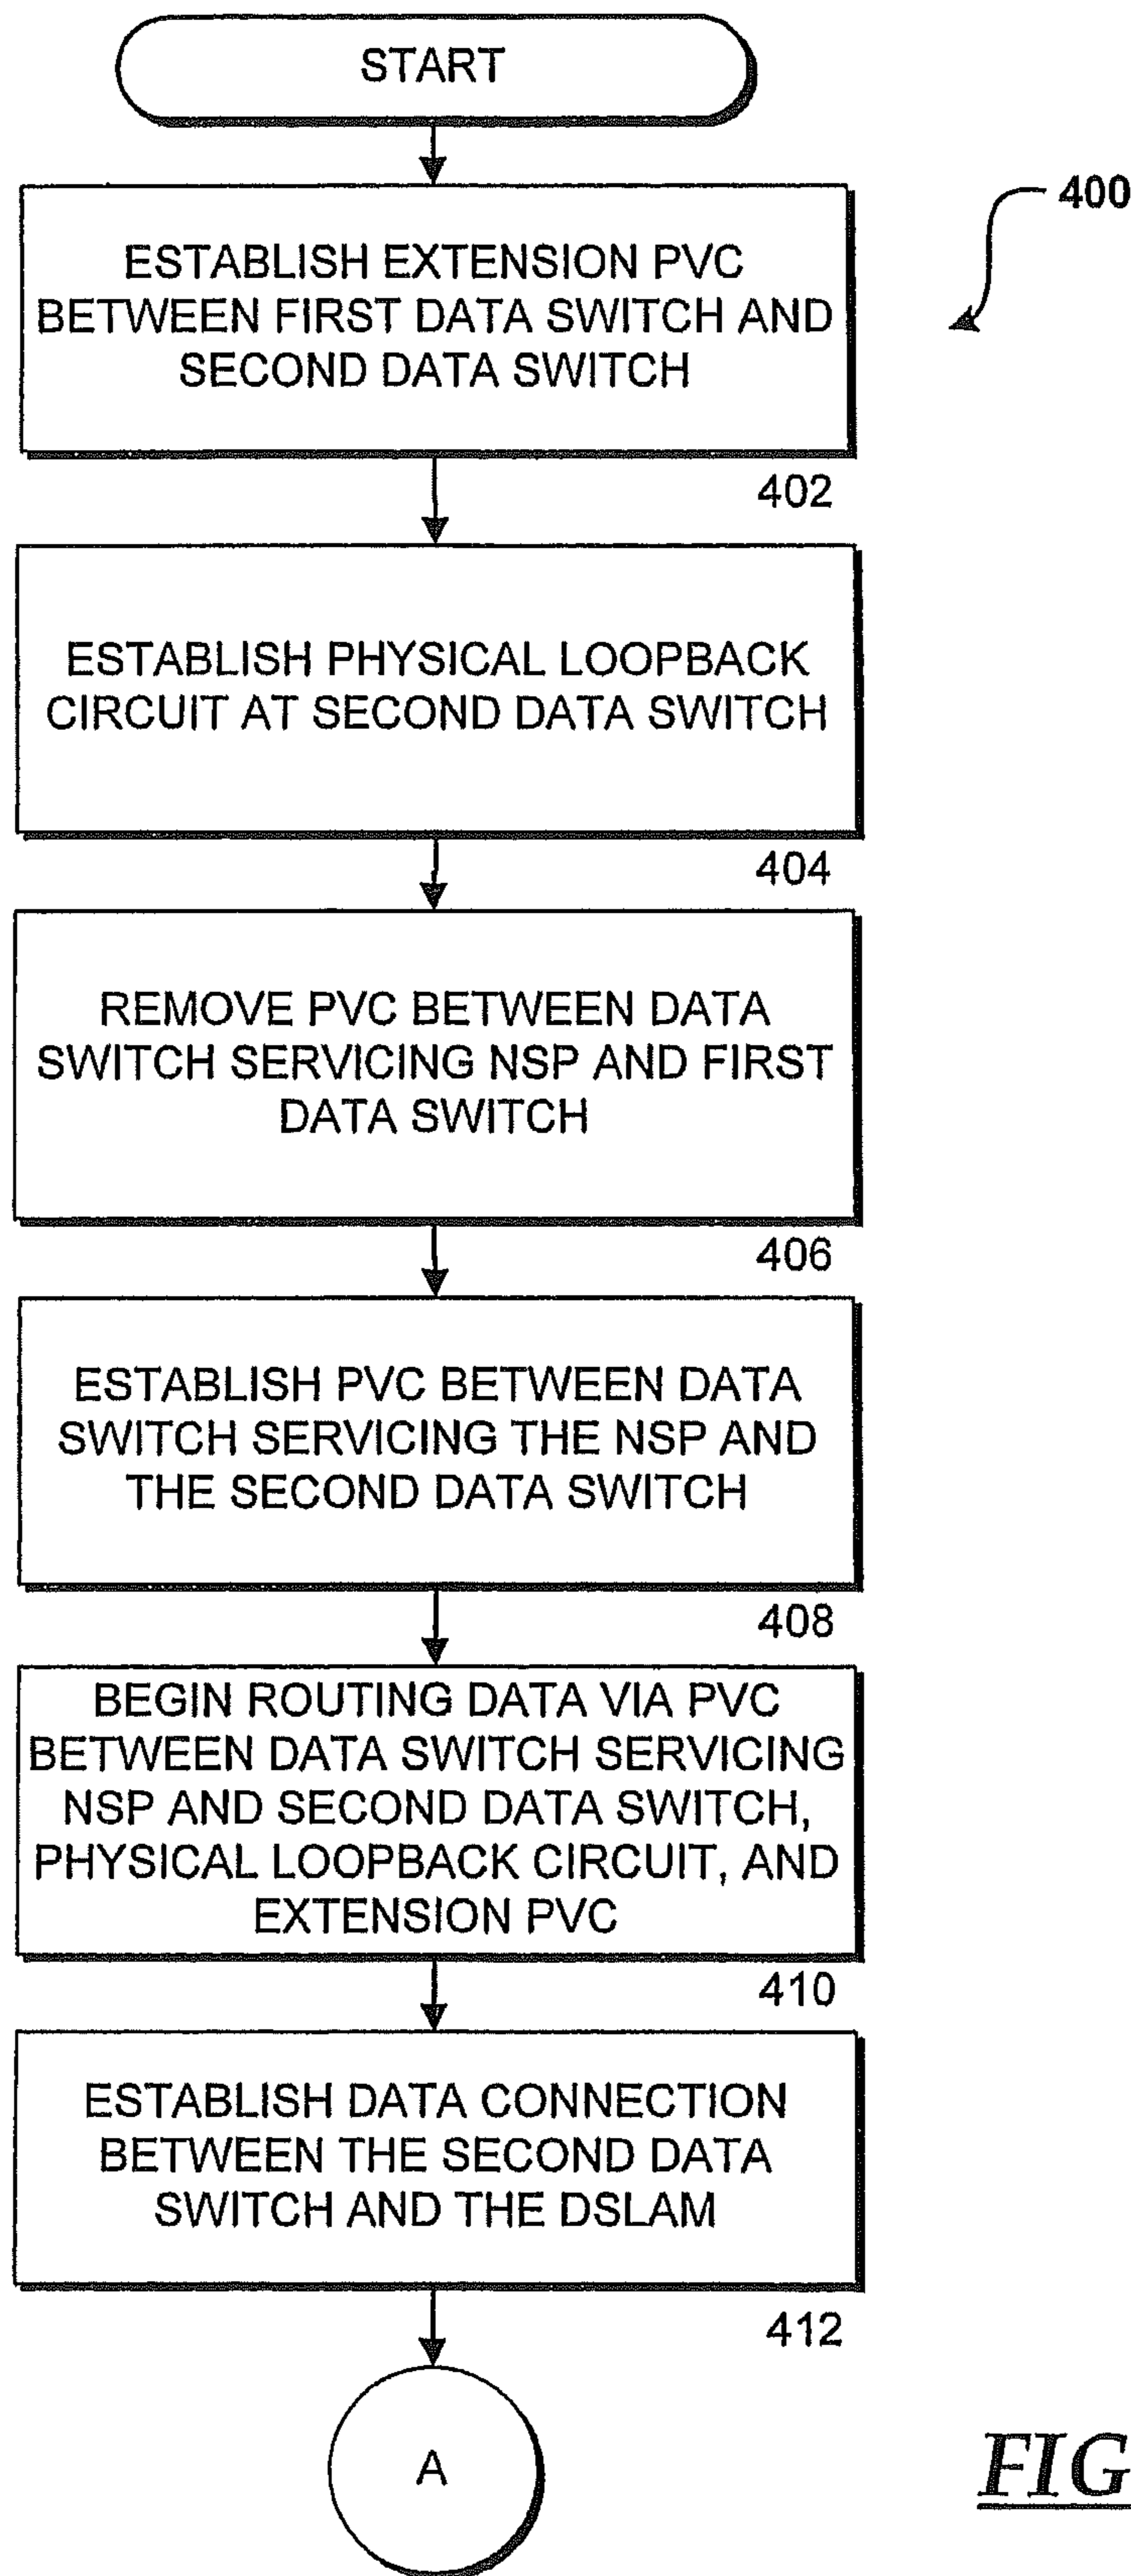 START
400
ESTABLISH EXTENSION PVC
BETWEEN FIRST DATA SWITCH AND
SECOND DATA SWITCH
402
ESTABLISH PHYSICAL LOOPBACK
CIRCUIT AT SECOND DATA SWITCH
404
REMOVE PVC BETWEEN DATA
SWITCH SERVICING NSP AND FIRST
DATA SWITCH
406
ESTABLISH PVC BETWEEN DATA
SWITCH SERVICING THE NSP AND
THE SECOND DATA SWITCH
408
BEGIN ROUTING DATA VIA PVC
BETWEEN DATA SWITCH SERVICING
NSP AND SECOND DATA SWITCH,
PHYSICAL LOOPBACK CIRCUIT, AND
EXTENSION PVC
410
ESTABLISH DATA CONNECTION
BETWEEN THE SECOND DATA
SWITCH AND THE DSLAM
412
A
FIG